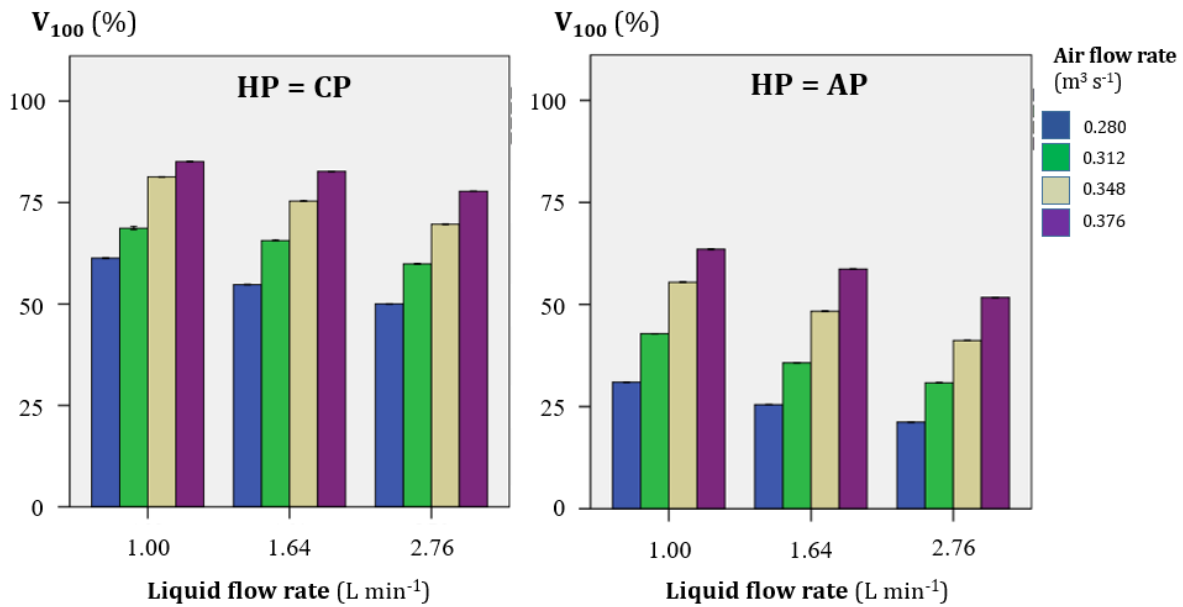 V₁₀₀ (%)
HP = CP
100
75
50
25
0
1.00 1.64 2.76
Liquid flow rate (L min⁻¹)
V₁₀₀ (%)
HP = AP
100
75
50
25
0
1.00 1.64 2.76
Liquid flow rate (L min⁻¹)
Air flow rate
(m³ s⁻¹)
0.280
0.312
0.348
0.376